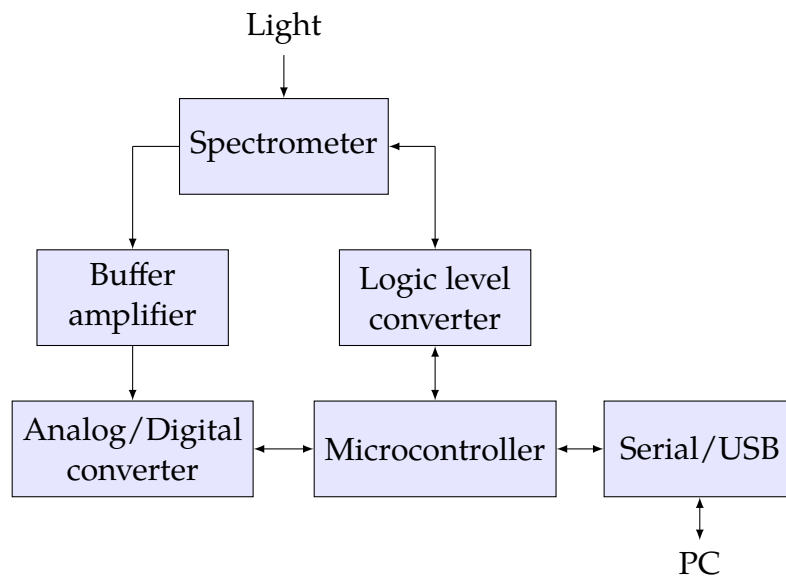 Light
Spectrometer
Buffer
amplifier
Logic level
converter
Analog/Digital
converter
Microcontroller
Serial/USB
PC